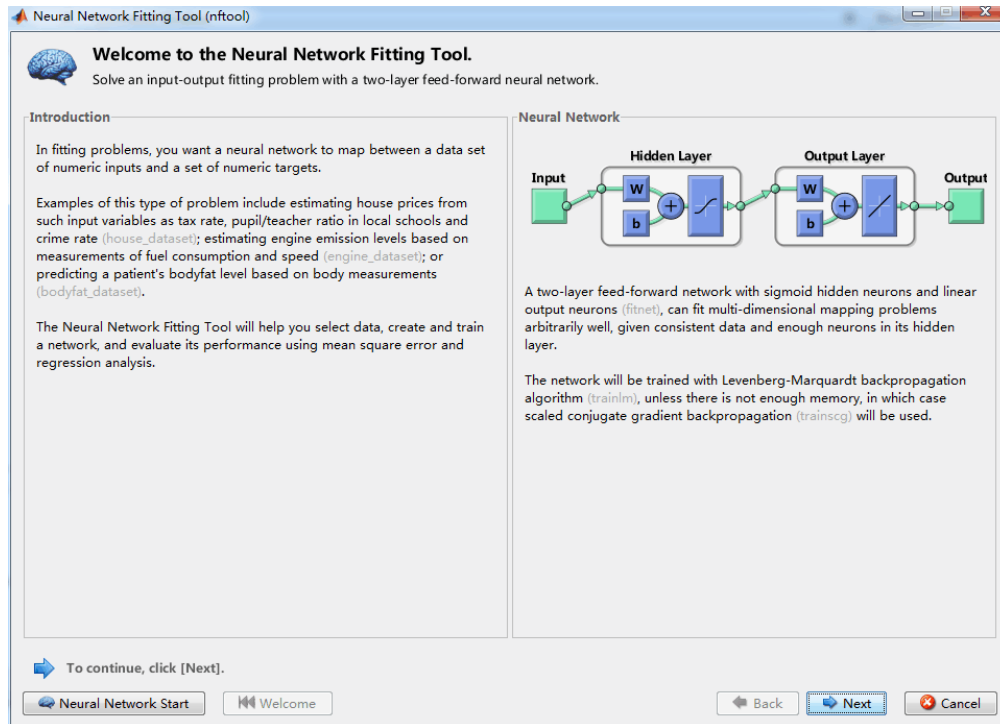 Neural Network Fitting Tool (nftool)
Welcome to the Neural Network Fitting Tool.
Solve an input-output fitting problem with a two-layer feed-forward neural network.
Introduction
In fitting problems, you want a neural network to map between a data set
of numeric inputs and a set of numeric targets.
Examples of this type of problem include estimating house prices from
such input variables as tax rate, pupil/teacher ratio in local schools and
crime rate (house_dataset); estimating engine emission levels based on
measurements of fuel consumption and speed (engine_dataset); or
predicting a patient's bodyfat level based on body measurements
(bodyfat_dataset).
The Neural Network Fitting Tool will help you select data, create and train
a network, and evaluate its performance using mean square error and
regression analysis.
Neural Network
Hidden Layer Output Layer
Input Output
W W
b b
A two-layer feed-forward network with sigmoid hidden neurons and linear
output neurons (fitnet), can fit multi-dimensional mapping problems
arbitrarily well, given consistent data and enough neurons in its hidden
layer.
The network will be trained with Levenberg-Marquardt backpropagation
algorithm (trainlm), unless there is not enough memory, in which case
scaled conjugate gradient backpropagation (trainscg) will be used.
To continue, click [Next].
Neural Network Start Welcome Back Next Cancel